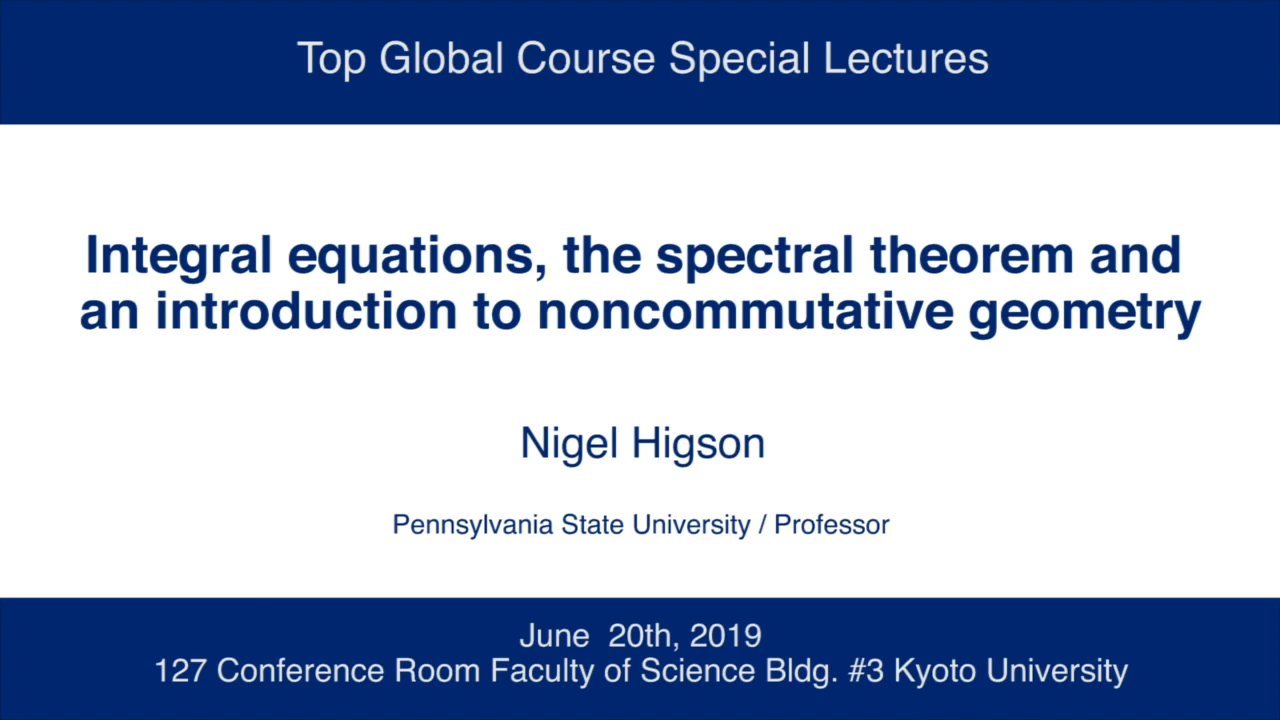 Top Global Course Special Lectures
Integral equations, the spectral theorem and
an introduction to noncommutative geometry
Nigel Higson
Pennsylvania State University / Professor
June 20th, 2019
127 Conference Room Faculty of Science Bldg. #3 Kyoto University